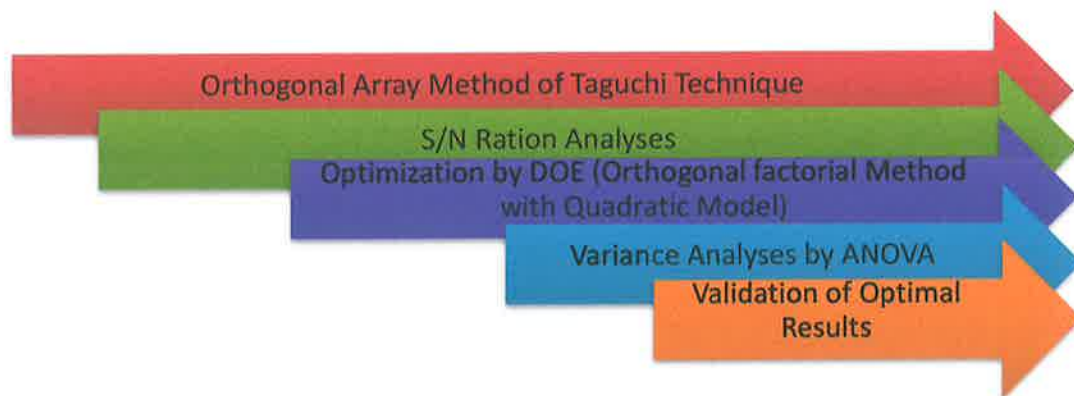 Orthogonal Array Method of Taguchi Technique
S/N Ration Analyses
Optimization by DOE (Orthogonal factorial Method
with Quadratic Model)
Variance Analyses by ANOVA
Validation of Optimal
Results